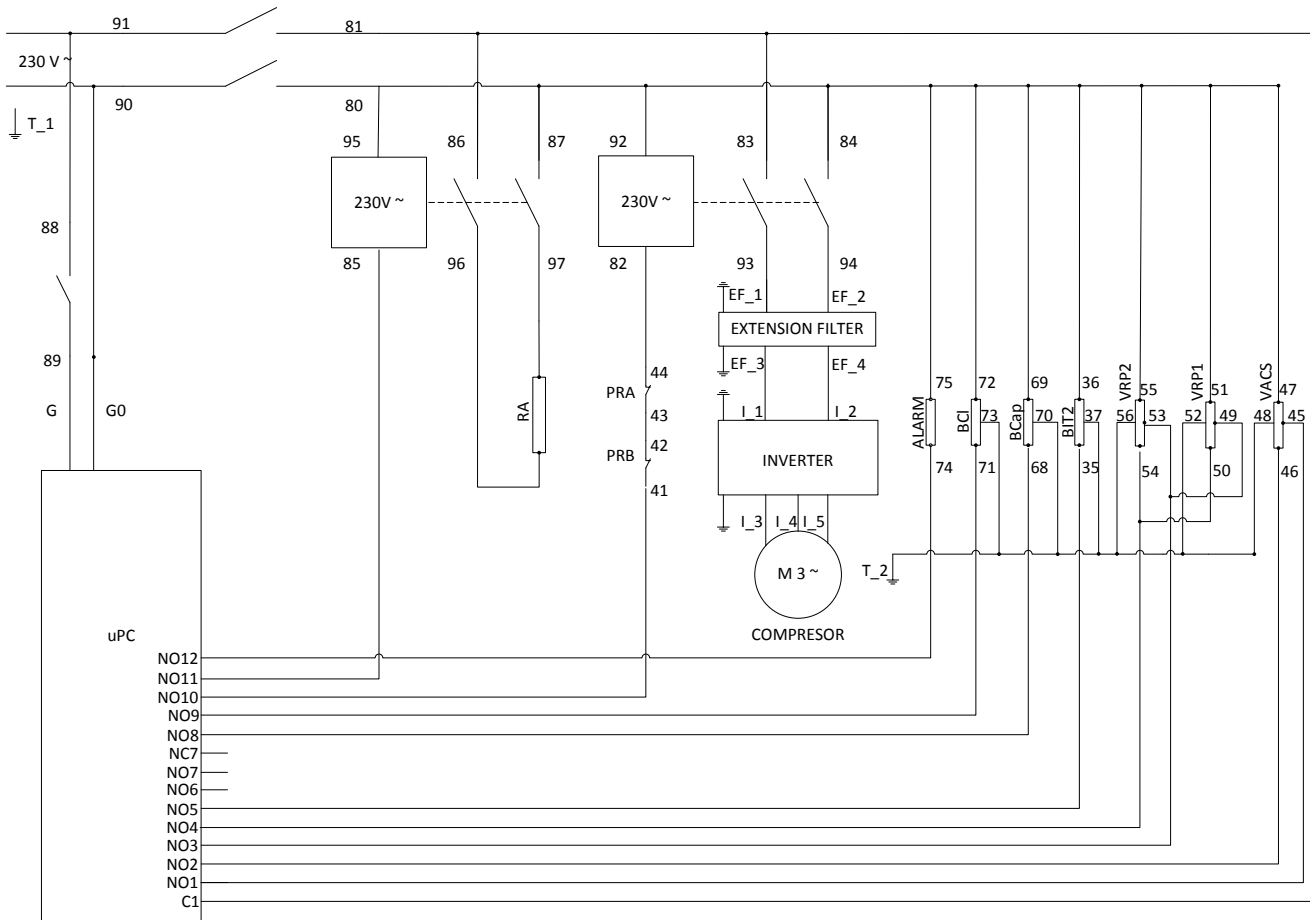 91 81
230 V ~
90 80
T_1
95 86 87 92 83 84
230V ~ 230V ~
88
85 96 97 82 93 94
EF_1 EF_2
EXTENSION FILTER
89 EF_3 EF_4
44 75 72 69 36 VRP2 55 VRP1 51 VACS 47
PRA
G G0 RA 43 I_1 I_2 ALARM BCI 73 BCap 70 BIT2 37 56 53 52 49 48 45
42
PRB INVERTER
41 74 71 68 35 54 50 46
I_3 I_4 I_5
M 3 ~ T_2
COMPRESOR
uPC
NO12
NO11
NO10
NO9
NO8
NC7
NO7
NO6
NO5
NO4
NO3
NO2
NO1
C1